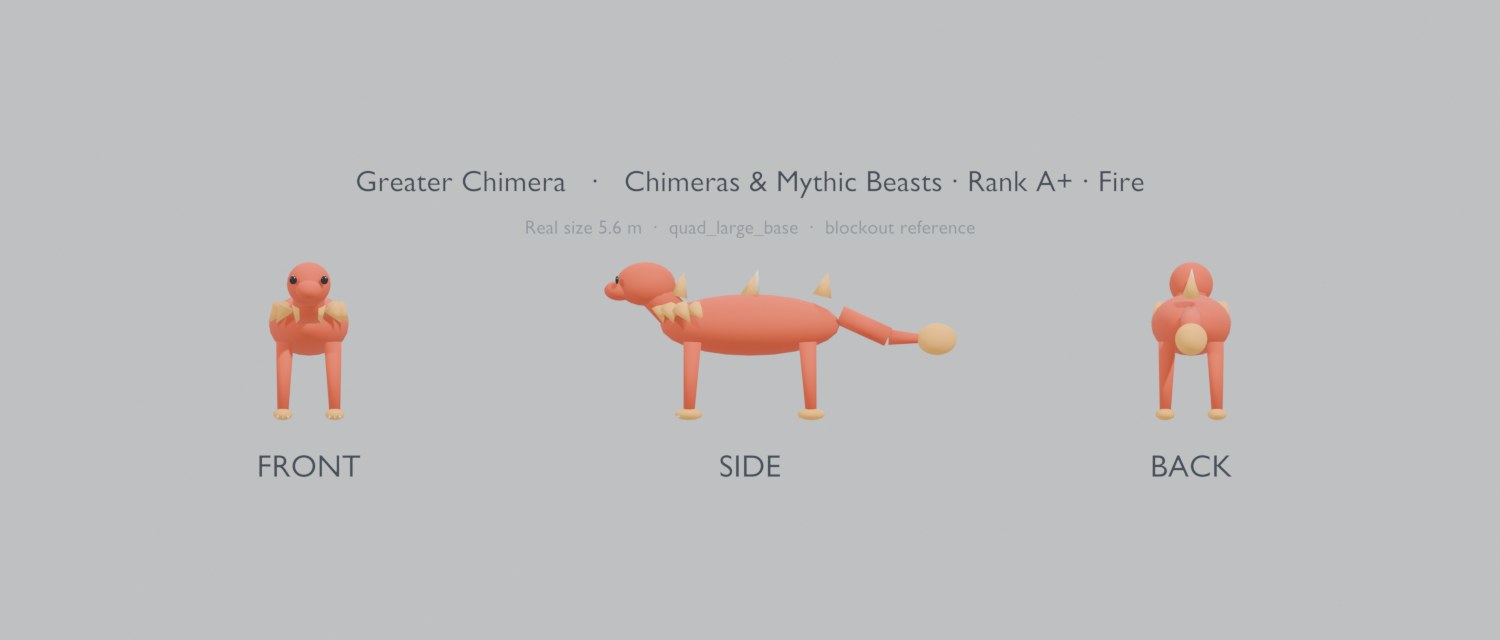 Greater Chimera · Chimeras & Mythic Beasts · Rank A+ · Fire
Real size 5.6 m · quad_large_base · blockout reference
FRONT SIDE BACK